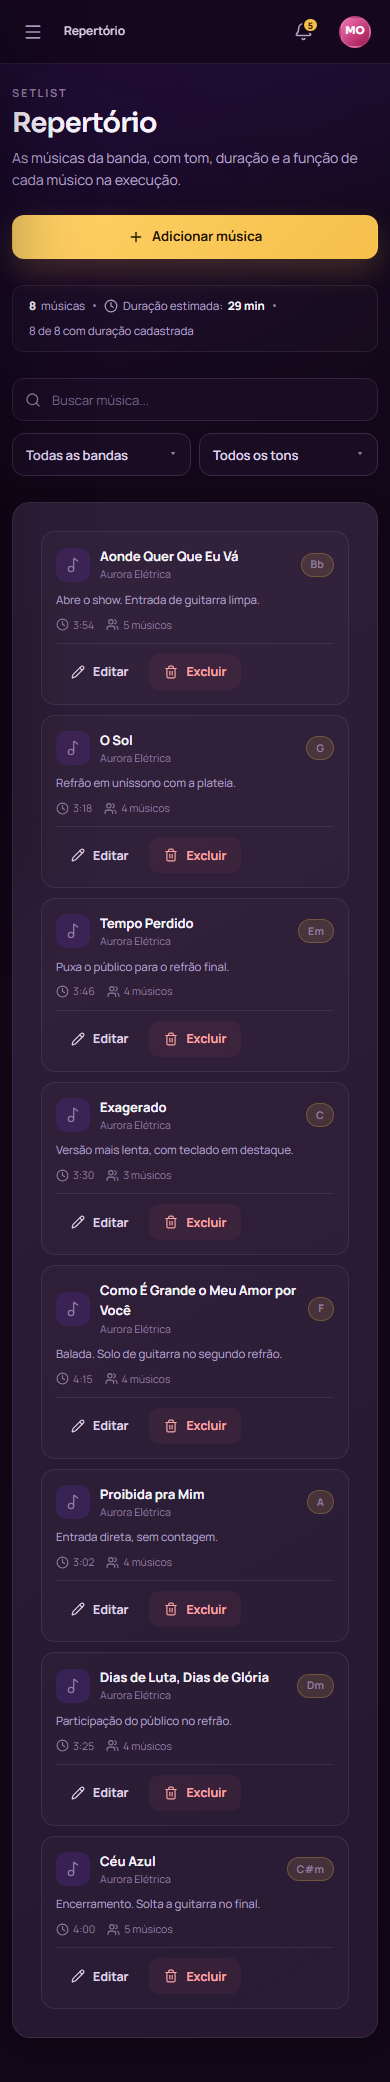 Repertório
5
MO
SETLIST
Repertório
As músicas da banda, com tom, duração e a função de
cada músico na execução.
+ Adicionar música
8 músicas • Duração estimada: 29 min •
8 de 8 com duração cadastrada
Buscar música...
Todas as bandas
Todos os tons
Aonde Quer Que Eu Vá
Bb
Aurora Elétrica
Abre o show. Entrada de guitarra limpa.
3:54 5 músicos
Editar Excluir
O Sol
G
Aurora Elétrica
Refrão em uníssono com a plateia.
3:18 4 músicos
Editar Excluir
Tempo Perdido
Em
Aurora Elétrica
Puxa o público para o refrão final.
3:46 4 músicos
Editar Excluir
Exagerado
C
Aurora Elétrica
Versão mais lenta, com teclado em destaque.
3:30 3 músicos
Editar Excluir
Como É Grande o Meu Amor por
Você
F
Aurora Elétrica
Balada. Solo de guitarra no segundo refrão.
4:15 4 músicos
Editar Excluir
Proibida pra Mim
A
Aurora Elétrica
Entrada direta, sem contagem.
3:02 4 músicos
Editar Excluir
Dias de Luta, Dias de Glória
Dm
Aurora Elétrica
Participação do público no refrão.
3:25 4 músicos
Editar Excluir
Céu Azul
C#m
Aurora Elétrica
Encerramento. Solta a guitarra no final.
4:00 5 músicos
Editar Excluir